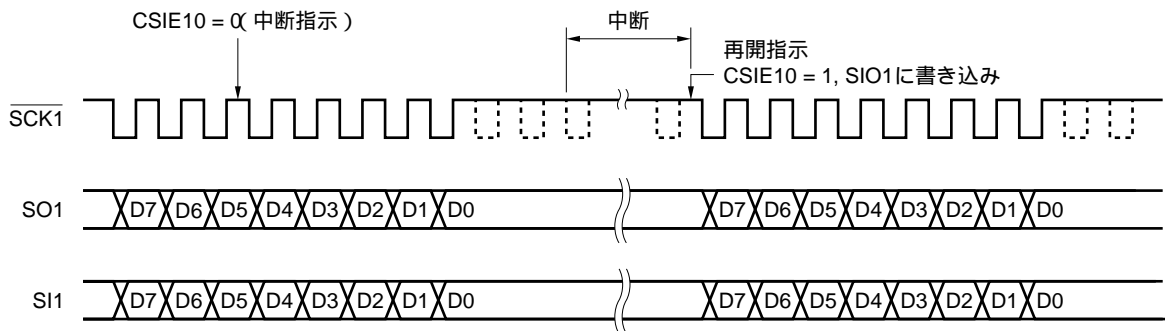 CSIE10 = 0(中断指示)
中断
再開指示
CSIE10 = 1, SIO1に書き込み
SCK1
SO1 D7 D6 D5 D4 D3 D2 D1 D0 D7 D6 D5 D4 D3 D2 D1 D0
SI1 D7 D6 D5 D4 D3 D2 D1 D0 D7 D6 D5 D4 D3 D2 D1 D0